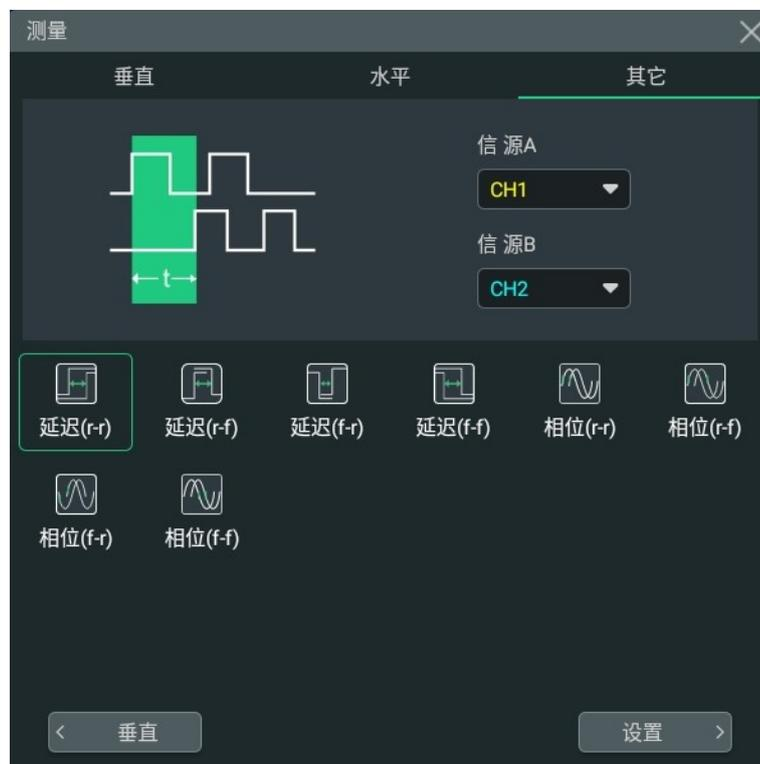 测量
垂直 水平 其它
信 源A
CH1
信 源B
CH2
t
延迟(r-r) 延迟(r-f) 延迟(f-r) 延迟(f-f) 相位(r-r) 相位(r-f)
相位(f-r) 相位(f-f)
< 垂直 设置 >